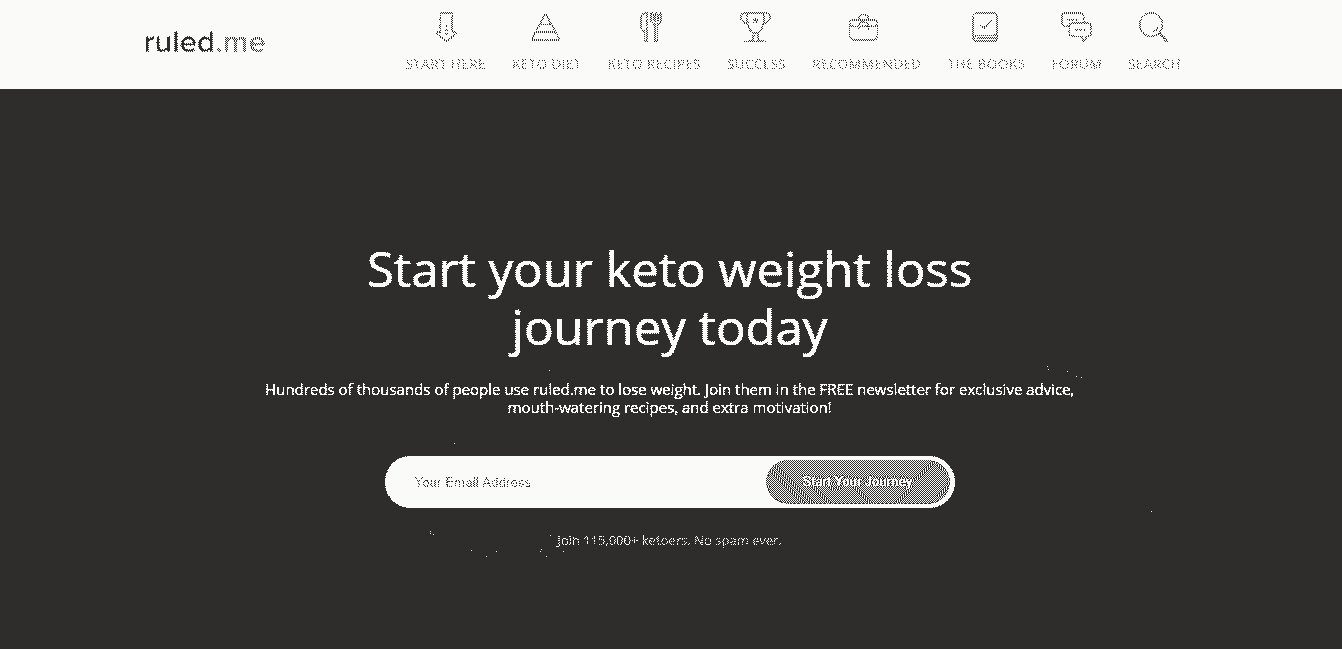 ruled.me
START HERE
KETO DIET
KETO RECIPES
SUCCESS
RECOMMENDED
THE BOOKS
FORUM
SEARCH
Start your keto weight loss
journey today
Hundreds of thousands of people use ruled.me to lose weight. Join them in the FREE newsletter for exclusive advice,
mouth-watering recipes, and extra motivation!
Your Email Address
Start Your Journey
Join 115,000+ ketoers. No spam ever.